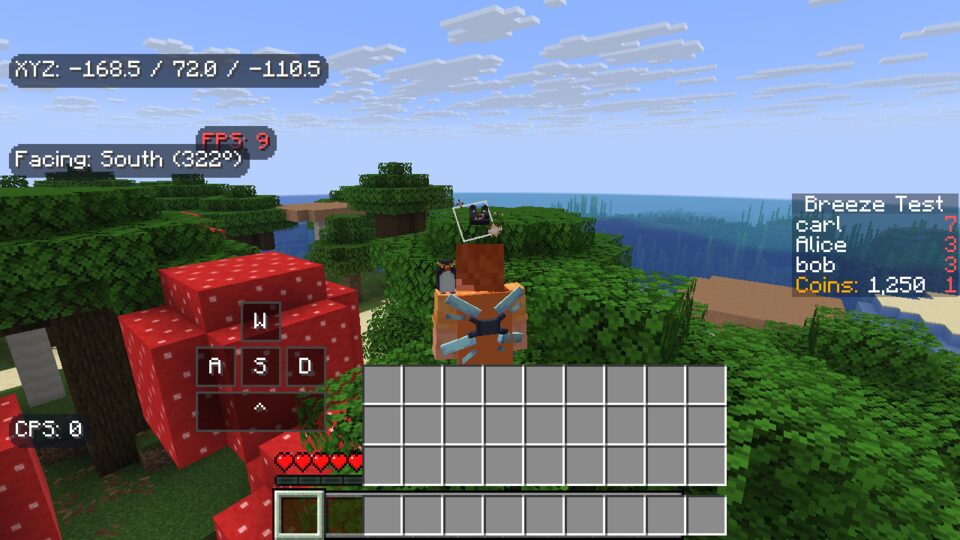 XYZ: -168.5 / 72.0 / -110.5
FPS: 9
Facing: South (322°)
Breeze Test
carl 7
Alice 3
bob 3
Coins: 1,250 1
W
A S D
^
CPS: 0